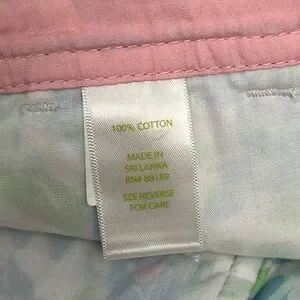 100% COTTON
MADE IN
SRI LANKA
RN# 88189
SEE REVERSE
FOR CARE